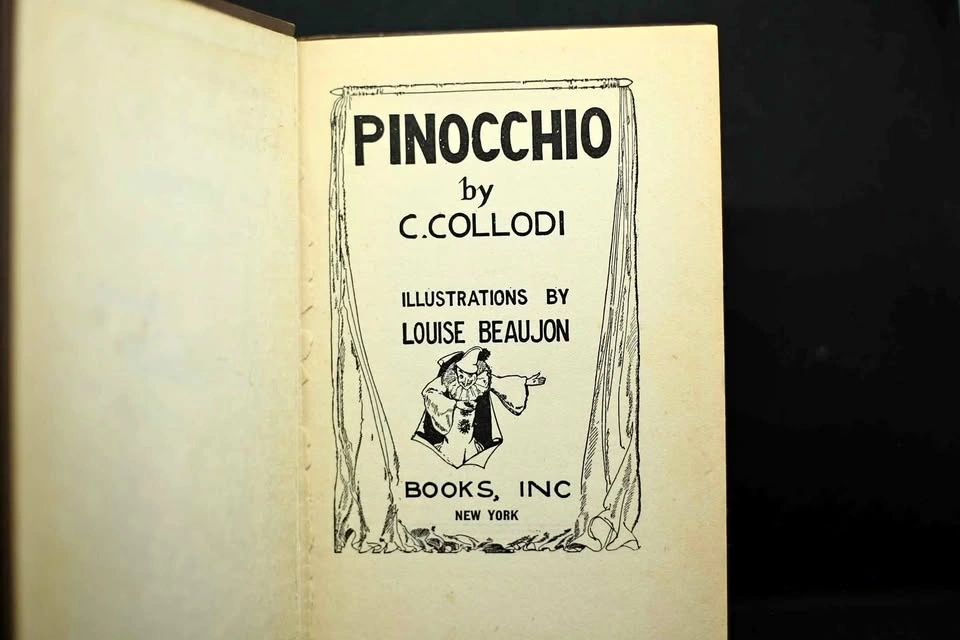 PINOCCHIO
by
C.COLLODI
ILLUSTRATIONS BY
LOUISE BEAUJON
BOOKS, INC
NEW YORK